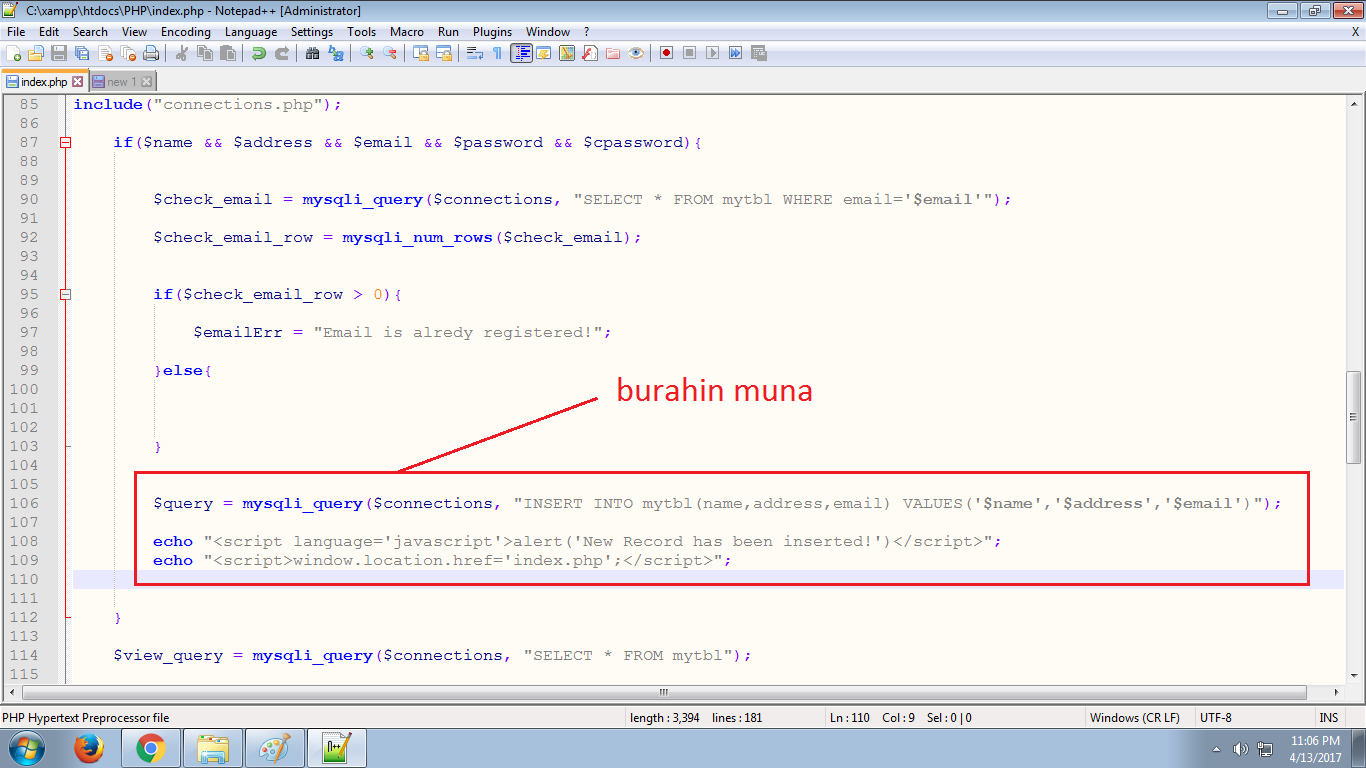 C:\xampp\htdocs\PHP\index.php - Notepad++ [Administrator]
File Edit Search View Encoding Language Settings Tools Macro Run Plugins Window ? X
index.php new 1
85 include("connections.php");
86
87 if($name && $address && $email && $password && $cpassword){
88
89
90 $check_email = mysqli_query($connections, "SELECT * FROM mytbl WHERE email='$email'");
91
92 $check_email_row = mysqli_num_rows($check_email);
93
94
95 if($check_email_row > 0){
96
97 $emailErr = "Email is alredy registered!";
98
99 }else{
100
burahin muna
101
102
103 }
104
105
106 $query = mysqli_query($connections, "INSERT INTO mytbl(name,address,email) VALUES('$name','$address','$email')");
107
108 echo "<script language='javascript'>alert('New Record has been inserted!')</script>";
109 echo "<script>window.location.href='index.php';</script>";
110
111
112 }
113
114 $view_query = mysqli_query($connections, "SELECT * FROM mytbl");
115
PHP Hypertext Preprocessor file length : 3,394 lines : 181 Ln : 110 Col : 9 Sel : 0 | 0 Windows (CR LF) UTF-8 INS
11:06 PM
4/13/2017